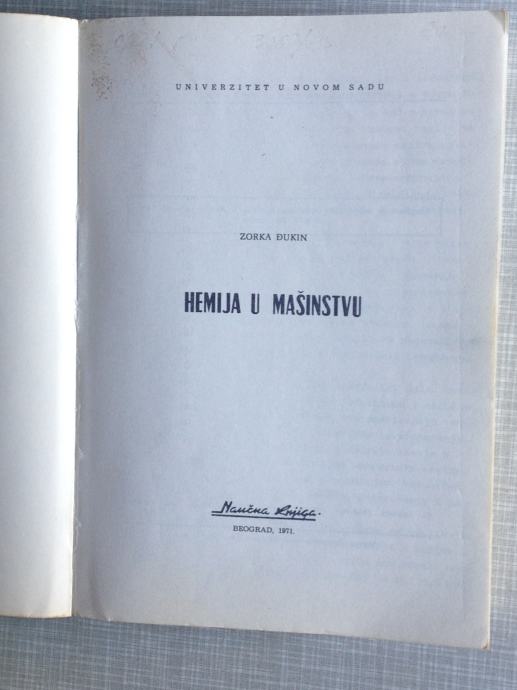 UNIVERZITET U NOVOM SADU
ZORKA ĐUKIN
HEMIJA U MAŠINSTVU
Naučna knjiga.
BEOGRAD, 1971.